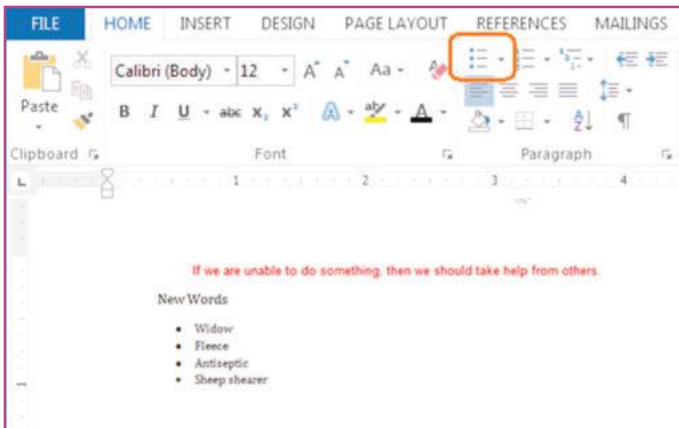 FILE HOME INSERT DESIGN PAGE LAYOUT REFERENCES MAILINGS
Calibri (Body) 12 A A Aa
Paste
B I U abc X₂ X² A aby A A Z
Clipboard Font Paragraph
L 1 2 3 4
If we are unable to do something, then we should take help from others.
New Words
• Widow
• Fleece
• Antiseptic
• Sheep shearer
1